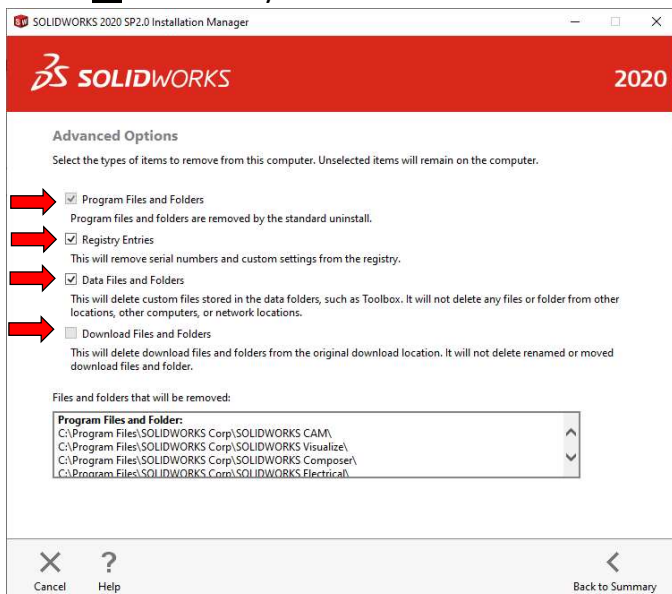 SOLIDWORKS 2020 SP2.0 Installation Manager
SOLIDWORKS 2020
Advanced Options
Select the types of items to remove from this computer. Unselected items will remain on the computer.
Program Files and Folders
Program files and folders are removed by the standard uninstall.
Registry Entries
This will remove serial numbers and custom settings from the registry.
Data Files and Folders
This will delete custom files stored in the data folders, such as Toolbox. It will not delete any files or folder from other
locations, other computers, or network locations.
Download Files and Folders
This will delete download files and folders from the original download location. It will not delete renamed or moved
download files and folder.
Files and folders that will be removed:
Program Files and Folder:
C:\Program Files\SOLIDWORKS Corp\SOLIDWORKS CAM\
C:\Program Files\SOLIDWORKS Corp\SOLIDWORKS Visualize\
C:\Program Files\SOLIDWORKS Corp\SOLIDWORKS Composer\
C:\Program Files\SOLIDWORKS Corp\SOLIDWORKS Electrical\
Cancel Help Back to Summary